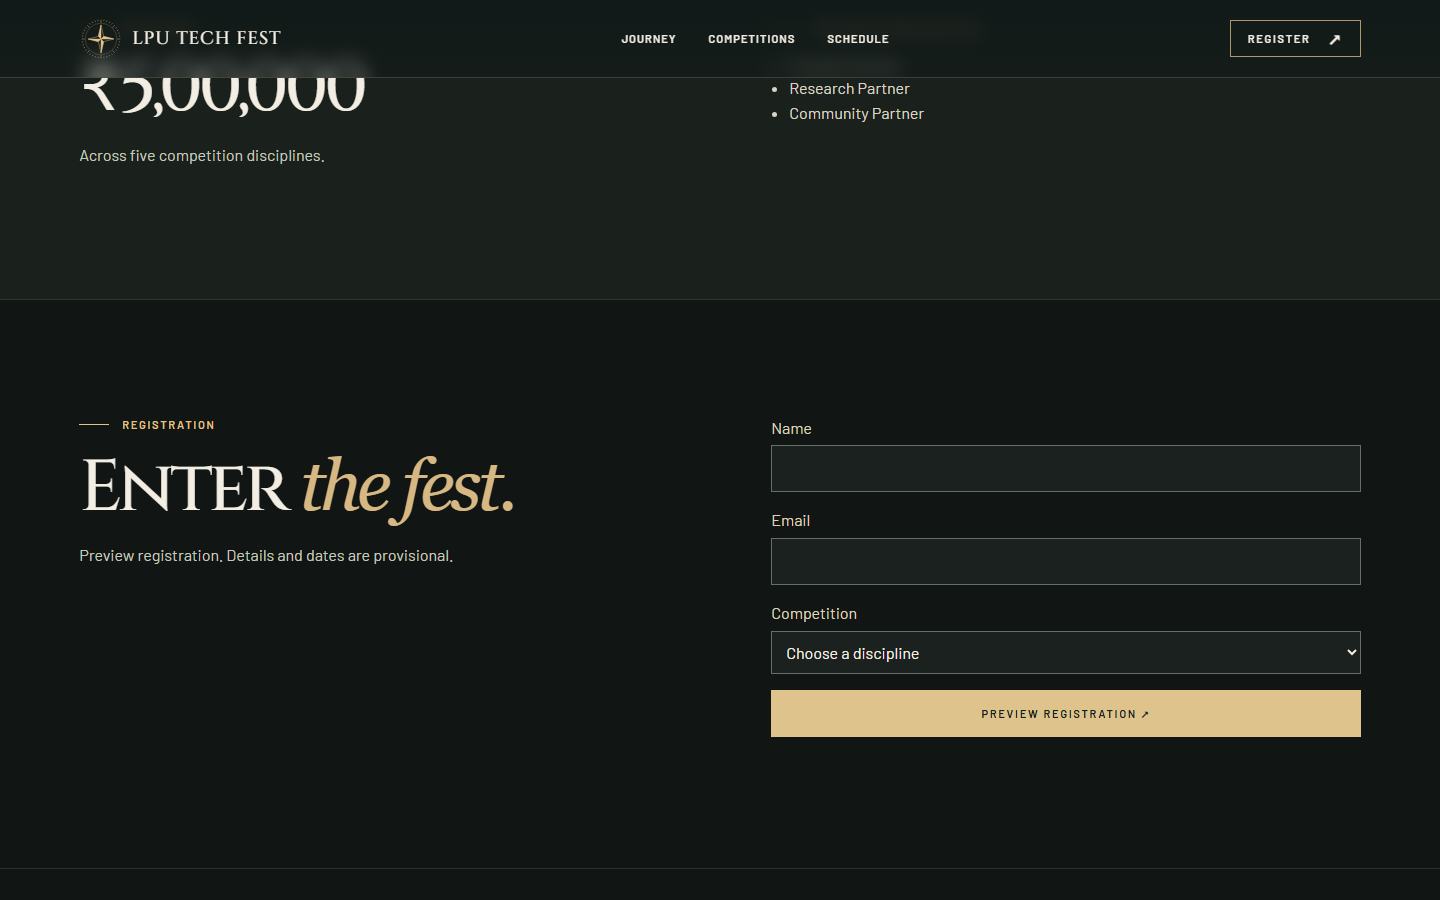 LPU TECH FEST
JOURNEY
COMPETITIONS
SCHEDULE
REGISTER ↗
₹5,00,000
Across five competition disciplines.
• Research Partner
• Community Partner
REGISTRATION
ENTER the fest.
Preview registration. Details and dates are provisional.
Name
Email
Competition
Choose a discipline
PREVIEW REGISTRATION ↗